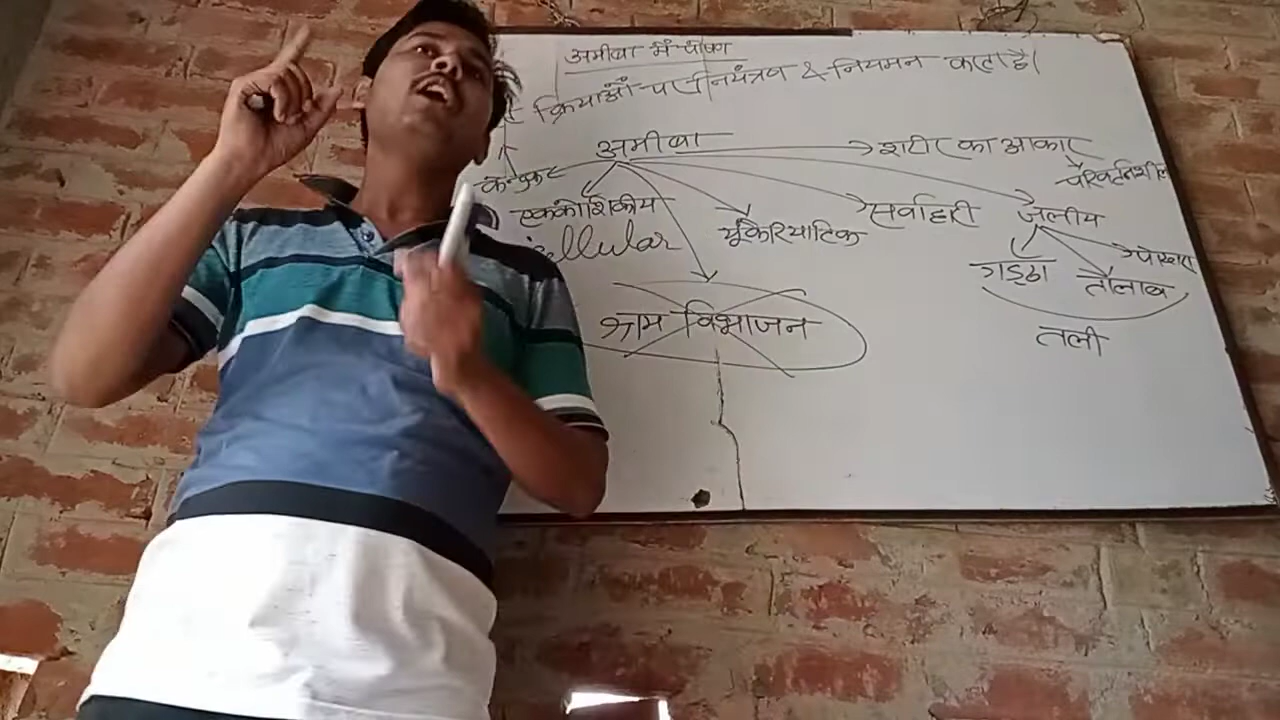 अमीबा में पोषण
क्रियाओं पर नियंत्रण & नियमन करता है।
अमीबा
शरीर का आकार
परिवर्तनशील
केन्द्रक
एककोशिकीय
cellular
यूकेरियाटिक
सर्वाहारी
जलीय
गड्ढा
तालाब
पोखरा
तली
श्रम विभाजन